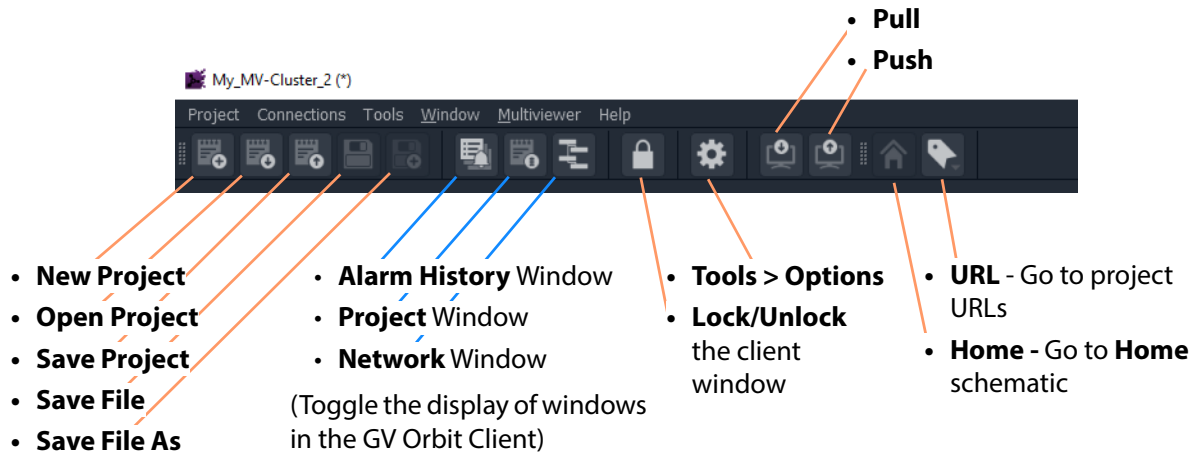 • Pull
• Push
My_MV-Cluster_2 (*)
Project Connections Tools Window Multiviewer Help
• New Project
• Open Project
• Save Project
• Save File
• Save File As
• Alarm History Window
• Project Window
• Network Window
(Toggle the display of windows
in the GV Orbit Client)
• Tools > Options
• Lock/Unlock
the client
window
• URL - Go to project
URLs
• Home - Go to Home
schematic